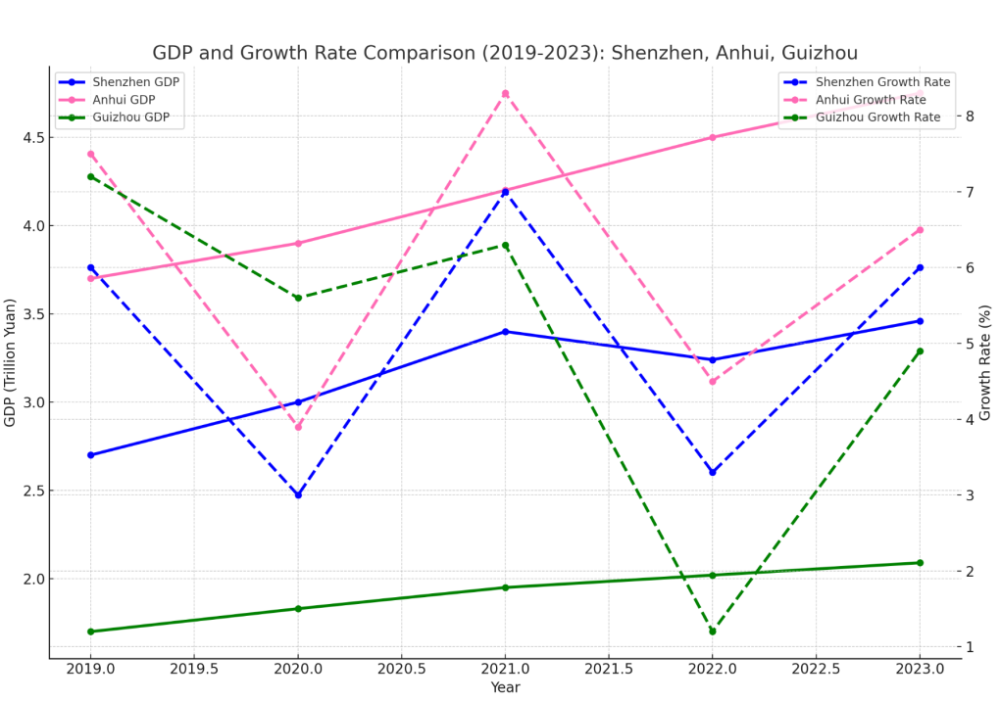 GDP and Growth Rate Comparison (2019-2023): Shenzhen, Anhui, Guizhou
Shenzhen GDP
Anhui GDP
Guizhou GDP
Shenzhen Growth Rate
Anhui Growth Rate
Guizhou Growth Rate
GDP (Trillion Yuan)
4.5
4.0
3.5
3.0
2.5
2.0
8
7
6
5
4
3
2
1
Growth Rate (%)
2019.0 2019.5 2020.0 2020.5 2021.0 2021.5 2022.0 2022.5 2023.0
Year